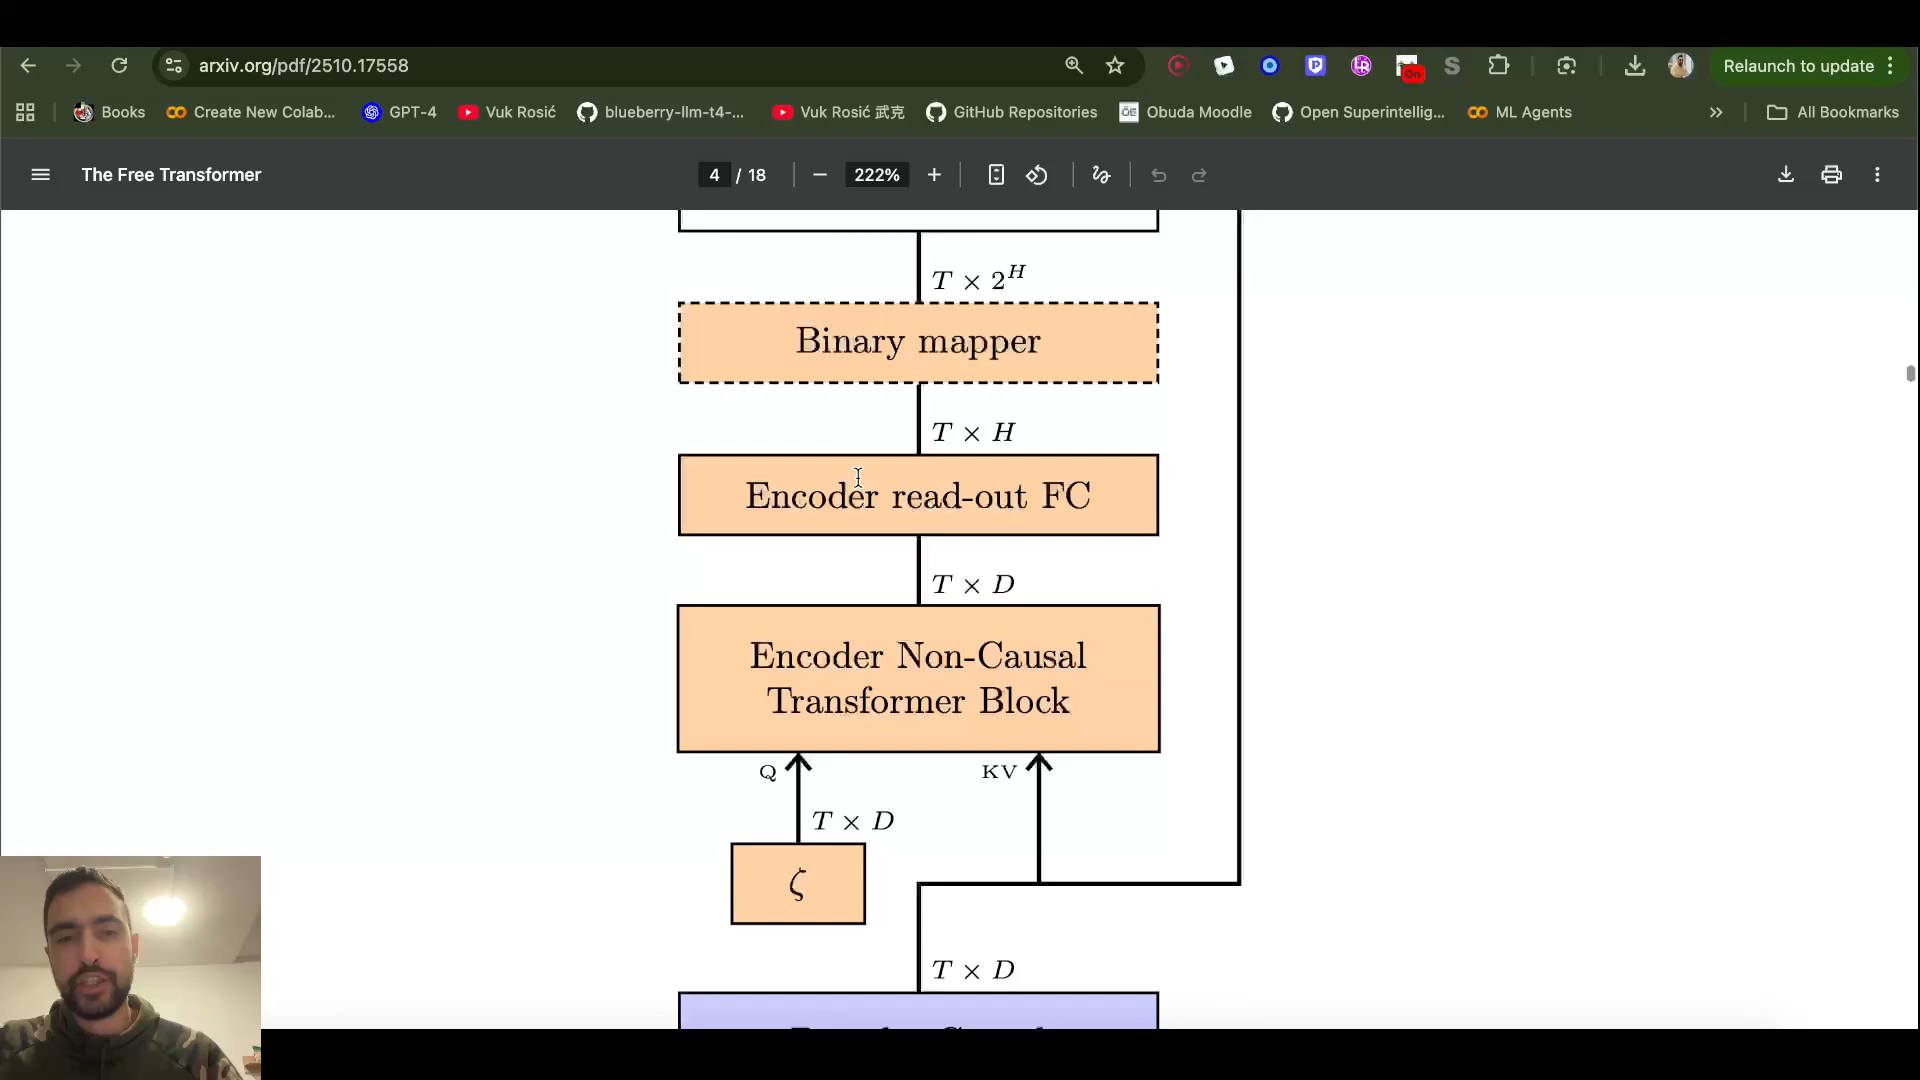 arxiv.org/pdf/2510.17558
On
Relaunch to update
Books
Create New Colab...
GPT-4
Vuk Rosić
blueberry-llm-t4-...
Vuk Rosić 武克
GitHub Repositories
Obuda Moodle
Open Superintellig...
ML Agents
All Bookmarks
The Free Transformer
4 / 18
222%
T × 2^H
Binary mapper
T × H
Encoder read-out FC
T × D
Encoder Non-Causal
Transformer Block
Q
KV
T × D
ζ
T × D